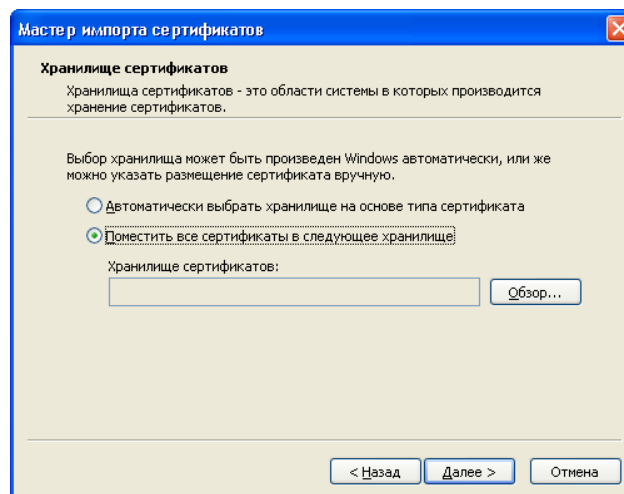 Мастер импорта сертификатов
Хранилище сертификатов
Хранилища сертификатов - это области системы в которых производится
хранение сертификатов.
Выбор хранилища может быть произведен Windows автоматически, или же
можно указать размещение сертификата вручную.
Автоматически выбрать хранилище на основе типа сертификата
Поместить все сертификаты в следующее хранилище
Хранилище сертификатов:
Обзор...
< Назад Далее > Отмена